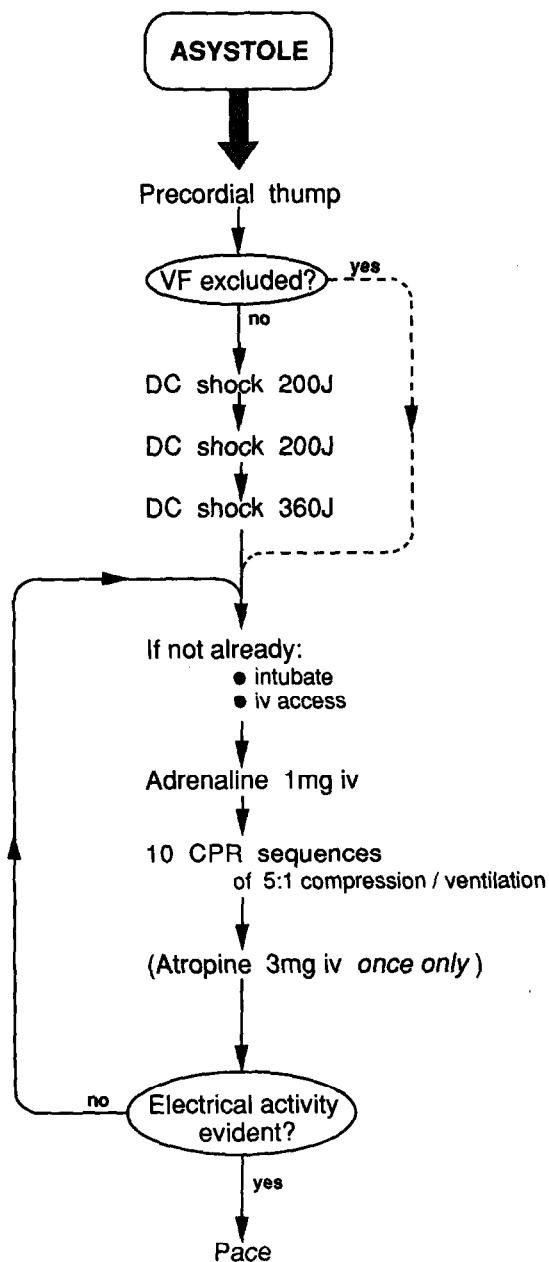 ASYSTOLE
Precordial thump
VF excluded?
yes
no
DC shock 200J
DC shock 200J
DC shock 360J
If not already:
● intubate
● iv access
Adrenaline 1mg iv
10 CPR sequences
of 5:1 compression / ventilation
(Atropine 3mg iv once only)
no
Electrical activity
evident?
yes
Pace